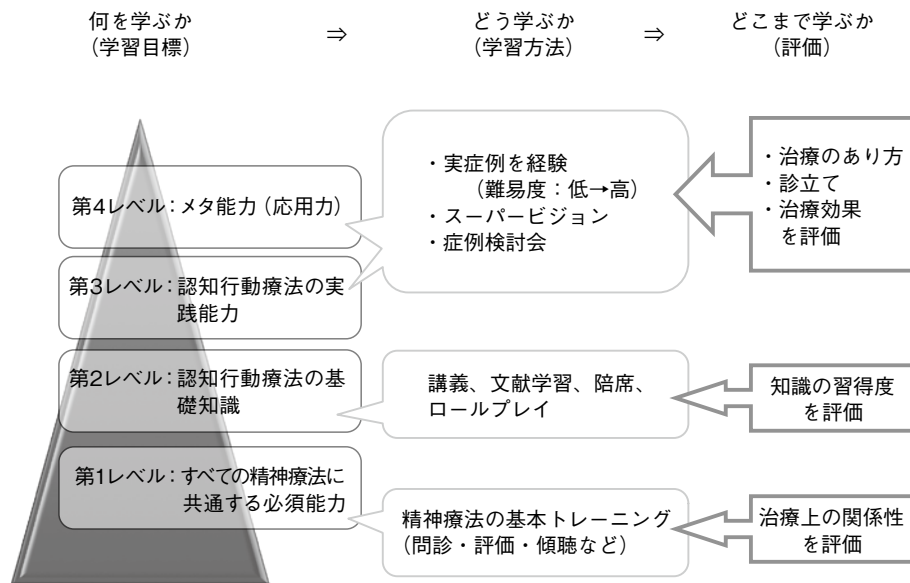 何を学ぶか
(学習目標)
⇒
どう学ぶか
(学習方法)
⇒
どこまで学ぶか
(評価)
第4レベル：メタ能力（応用力）
第3レベル：認知行動療法の実
践能力
・実症例を経験
（難易度：低→高）
・スーパービジョン
・症例検討会
・治療のあり方
・診立て
・治療効果
を評価
第2レベル：認知行動療法の基
礎知識
講義、文献学習、陪席、
ロールプレイ
知識の習得度
を評価
第1レベル：すべての精神療法に
共通する必須能力
精神療法の基本トレーニング
（問診・評価・傾聴など）
治療上の関係性
を評価